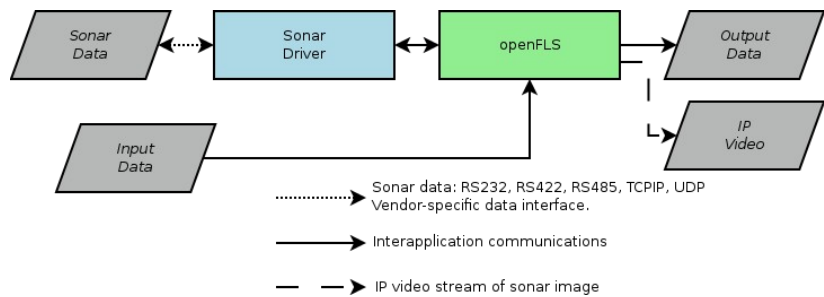 Sonar
Data
Sonar
Driver
openFLS
Output
Data
IP
Video
Input
Data
Sonar data: RS232, RS422, RS485, TCPIP, UDP
Vendor-specific data interface.
Interapplication communications
IP video stream of sonar image